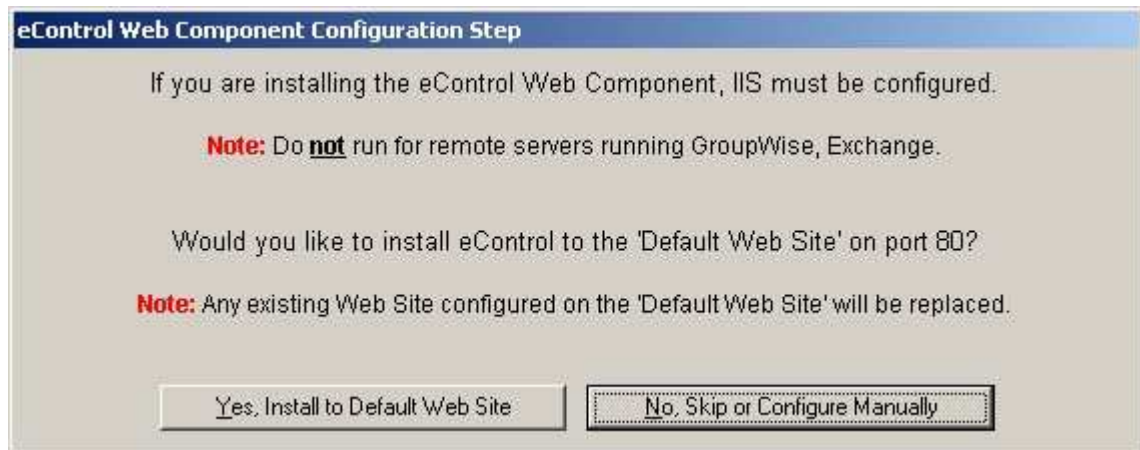 eControl Web Component Configuration Step
If you are installing the eControl Web Component, IIS must be configured.
Note: Do not run for remote servers running GroupWise, Exchange.
Would you like to install eControl to the 'Default Web Site' on port 80?
Note: Any existing Web Site configured on the 'Default Web Site' will be replaced.
Yes, Install to Default Web Site
No, Skip or Configure Manually